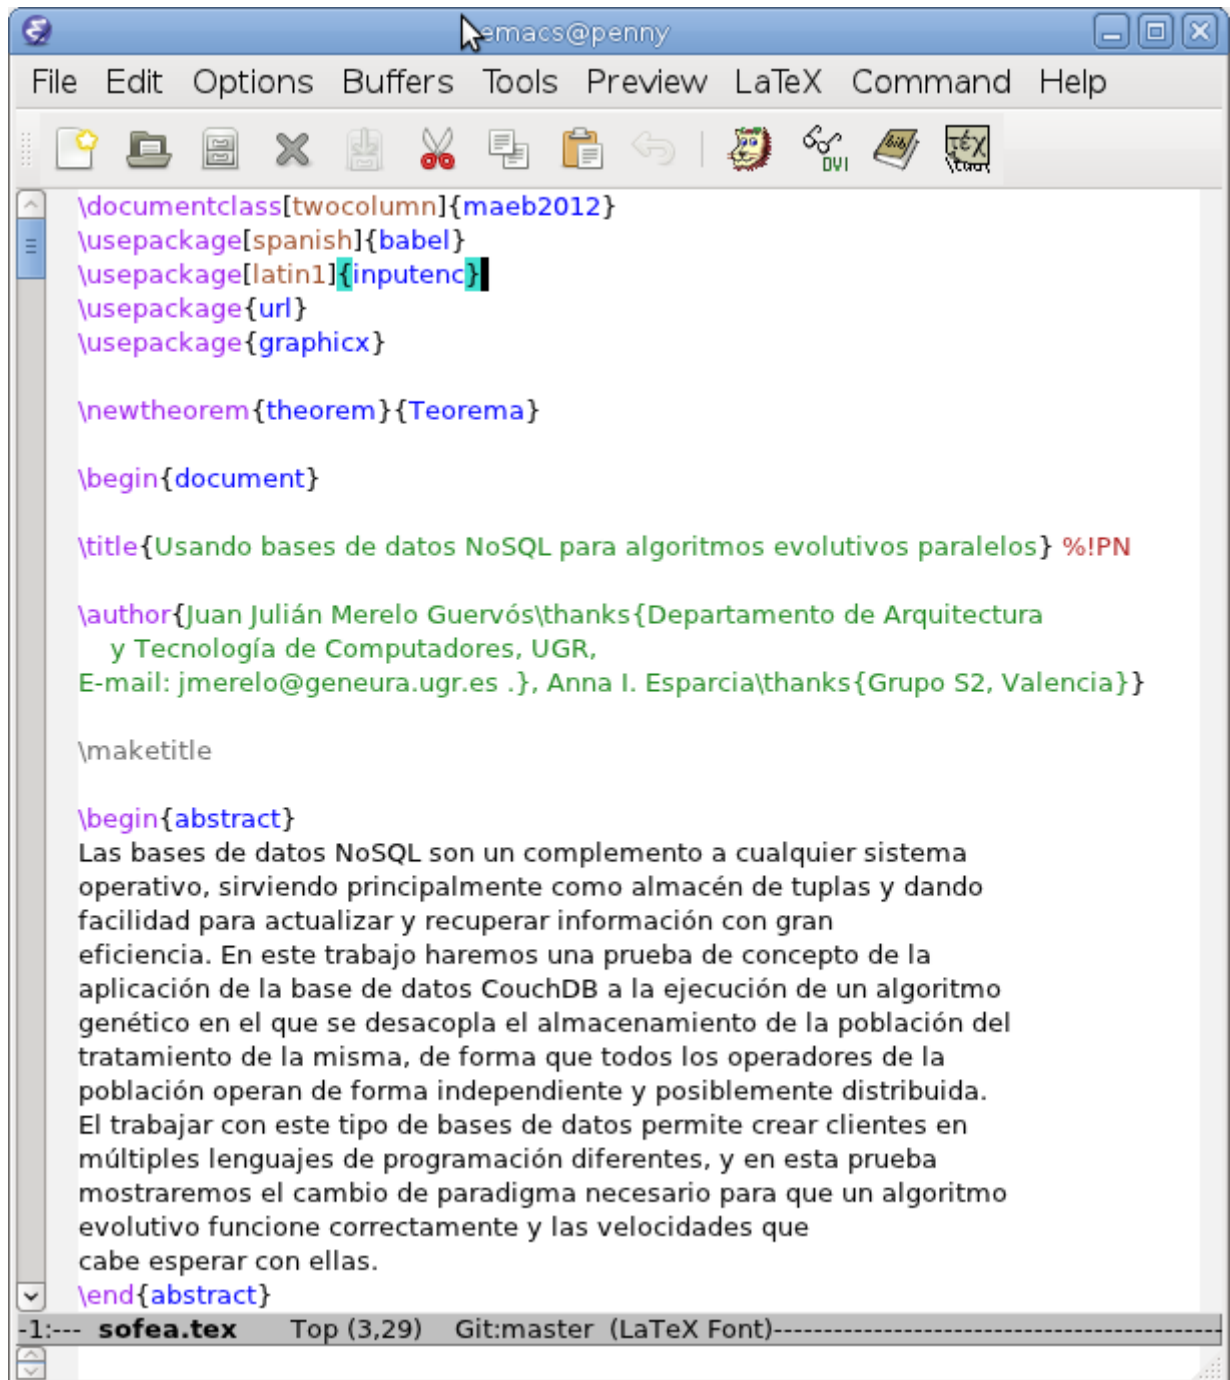 emacs@penny
File Edit Options Buffers Tools Preview LaTeX Command Help
DVI bib τέχ
\documentclass[twocolumn]{maeb2012}
\usepackage[spanish]{babel}
\usepackage[latin1]{inputenc}
\usepackage{url}
\usepackage{graphicx}
\newtheorem{theorem}{Teorema}
\begin{document}
\title{Usando bases de datos NoSQL para algoritmos evolutivos paralelos} %!PN
\author{Juan Julián Merelo Guervós\thanks{Departamento de Arquitectura
y Tecnología de Computadores, UGR,
E-mail: jmerelo@geneura.ugr.es .}, Anna I. Esparcia\thanks{Grupo S2, Valencia}}
\maketitle
\begin{abstract}
Las bases de datos NoSQL son un complemento a cualquier sistema
operativo, sirviendo principalmente como almacén de tuplas y dando
facilidad para actualizar y recuperar información con gran
eficiencia. En este trabajo haremos una prueba de concepto de la
aplicación de la base de datos CouchDB a la ejecución de un algoritmo
genético en el que se desacopla el almacenamiento de la población del
tratamiento de la misma, de forma que todos los operadores de la
población operan de forma independiente y posiblemente distribuida.
El trabajar con este tipo de bases de datos permite crear clientes en
múltiples lenguajes de programación diferentes, y en esta prueba
mostraremos el cambio de paradigma necesario para que un algoritmo
evolutivo funcione correctamente y las velocidades que
cabe esperar con ellas.
\end{abstract}
-1:--- sofea.tex Top (3,29) Git:master (LaTeX Font)----------------------------------------